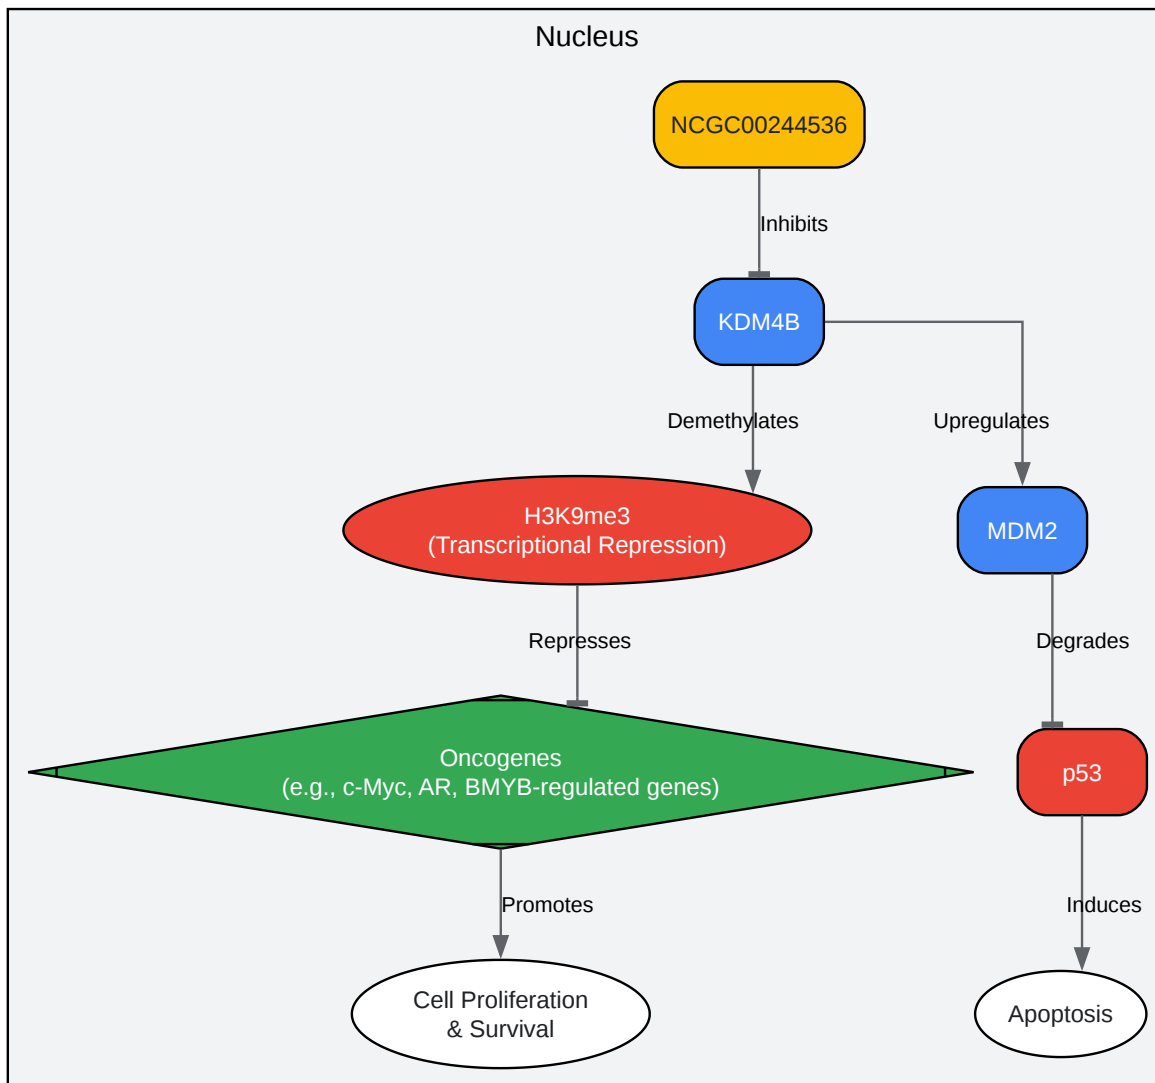 Nucleus
NCGC00244536
Inhibits
KDM4B
Demethylates
Upregulates
H3K9me3
(Transcriptional Repression)
MDM2
Represses
Degrades
Oncogenes
(e.g., c-Myc, AR, BMYB-regulated genes)
p53
Promotes
Induces
Cell Proliferation
& Survival
Apoptosis